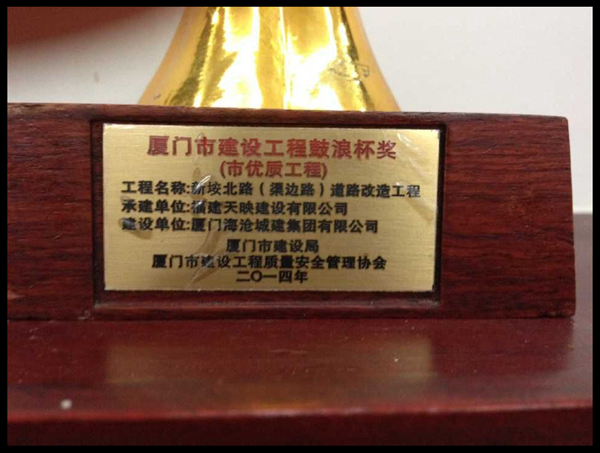 厦门市建设工程鼓浪杯奖
(市优质工程)
工程名称:新垵北路（渠边路）道路改造工程
承建单位:福建天映建设有限公司
建设单位:厦门海沧城建集团有限公司
厦门市建设局
厦门市建设工程质量安全管理协会
二〇一四年